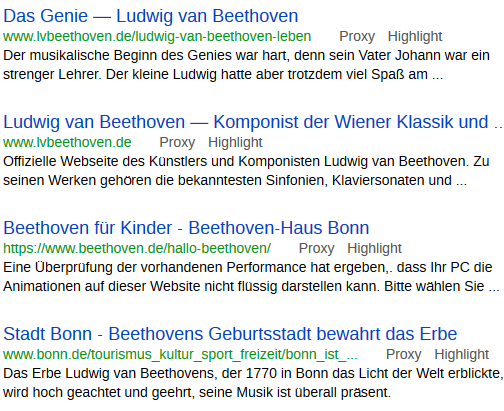 Das Genie — Ludwig van Beethoven
www.lvbeethoven.de/ludwig-van-beethoven-leben Proxy Highlight
Der musikalische Beginn des Genies war hart, denn sein Vater Johann war ein
strenger Lehrer. Der kleine Ludwig hatte aber trotzdem viel Spaß am ...
Ludwig van Beethoven — Komponist der Wiener Klassik und ...
www.lvbeethoven.de Proxy Highlight
Offizielle Webseite des Künstlers und Komponisten Ludwig van Beethoven. Zu
seinen Werken gehören die bekanntesten Sinfonien, Klaviersonaten und ...
Beethoven für Kinder - Beethoven-Haus Bonn
https://www.beethoven.de/hallo-beethoven/ Proxy Highlight
Eine Überprüfung der vorhandenen Performance hat ergeben,. dass Ihr PC die
Animationen auf dieser Website nicht flüssig darstellen kann. Bitte wählen Sie ...
Stadt Bonn - Beethovens Geburtsstadt bewahrt das Erbe
www.bonn.de/tourismus_kultur_sport_freizeit/bonn_ist_... Proxy Highlight
Das Erbe Ludwig van Beethovens, der 1770 in Bonn das Licht der Welt erblickte,
wird hoch geachtet und geehrt, seine Musik ist überall präsent.